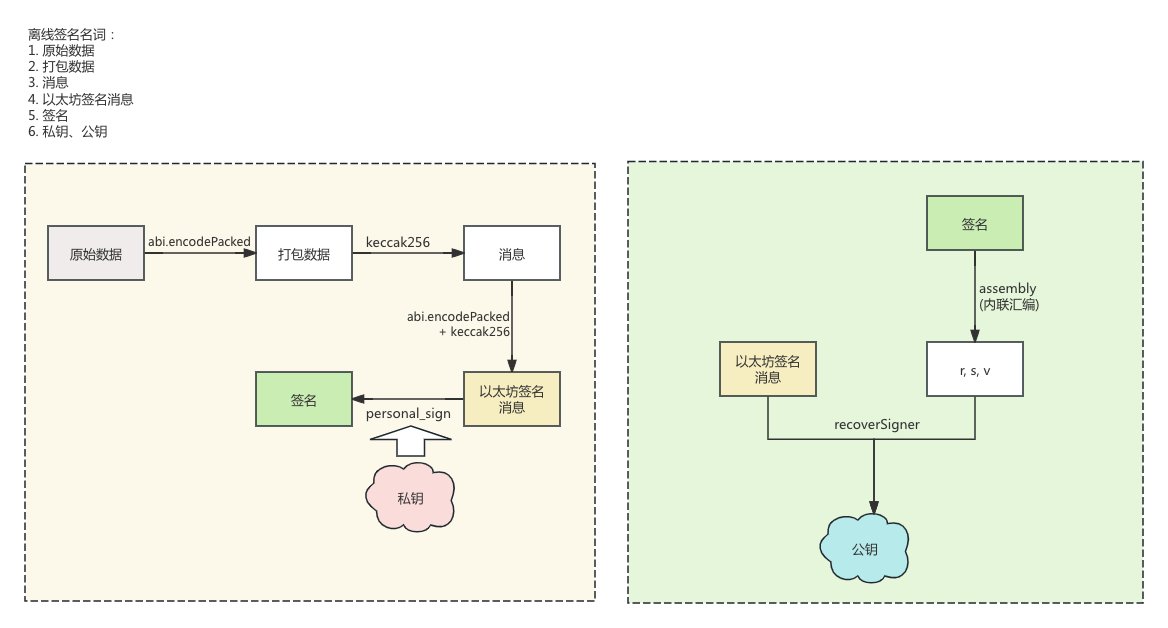 离线签名名词：
1. 原始数据
2. 打包数据
3. 消息
4. 以太坊签名消息
5. 签名
6. 私钥、公钥
原始数据
abi.encodePacked
打包数据
keccak256
消息
abi.encodePacked
+ keccak256
以太坊签名
消息
personal_sign
签名
私钥
签名
assembly
(内联汇编)
以太坊签名
消息
r, s, v
recoverSigner
公钥